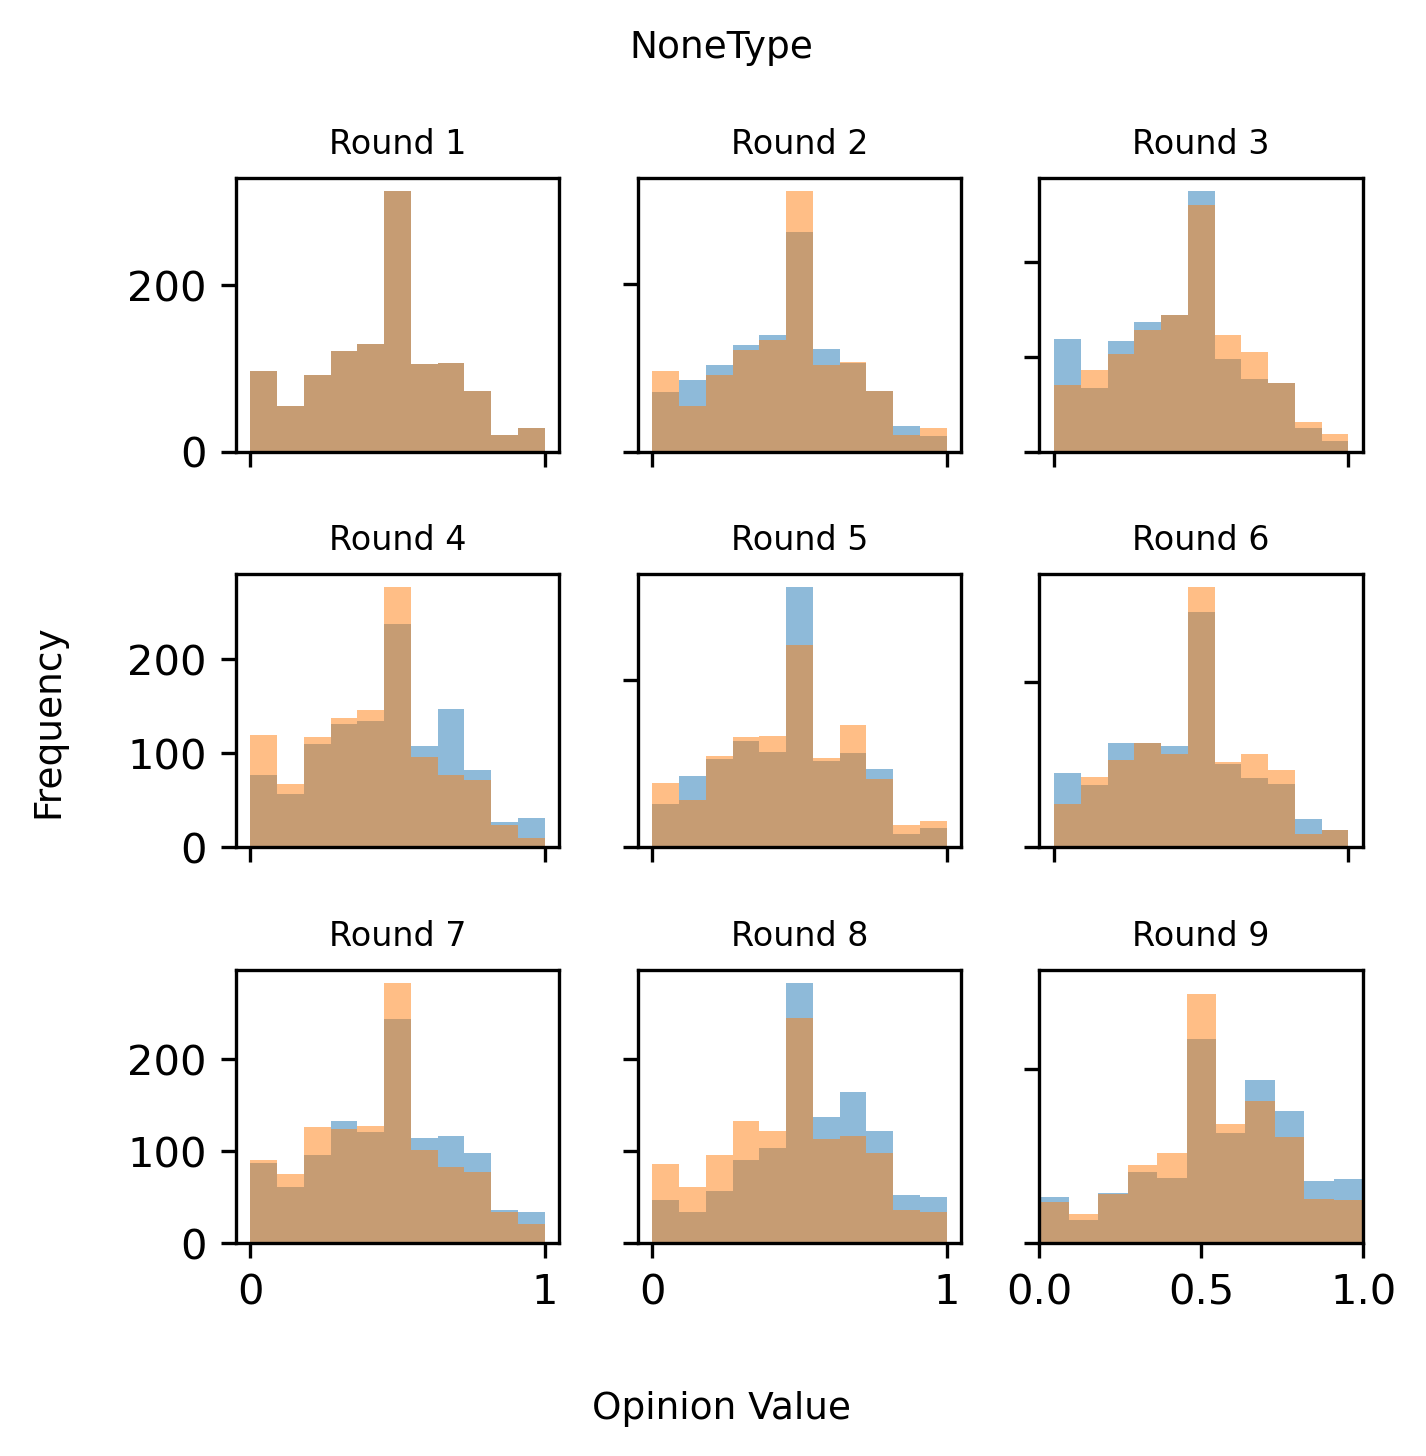 NoneType
Round 1
Round 2
Round 3
200
0
Round 4
Round 5
Round 6
200
100
0
Frequency
Round 7
Round 8
Round 9
200
100
0
0 1
0 1
0.0 0.5 1.0
Opinion Value